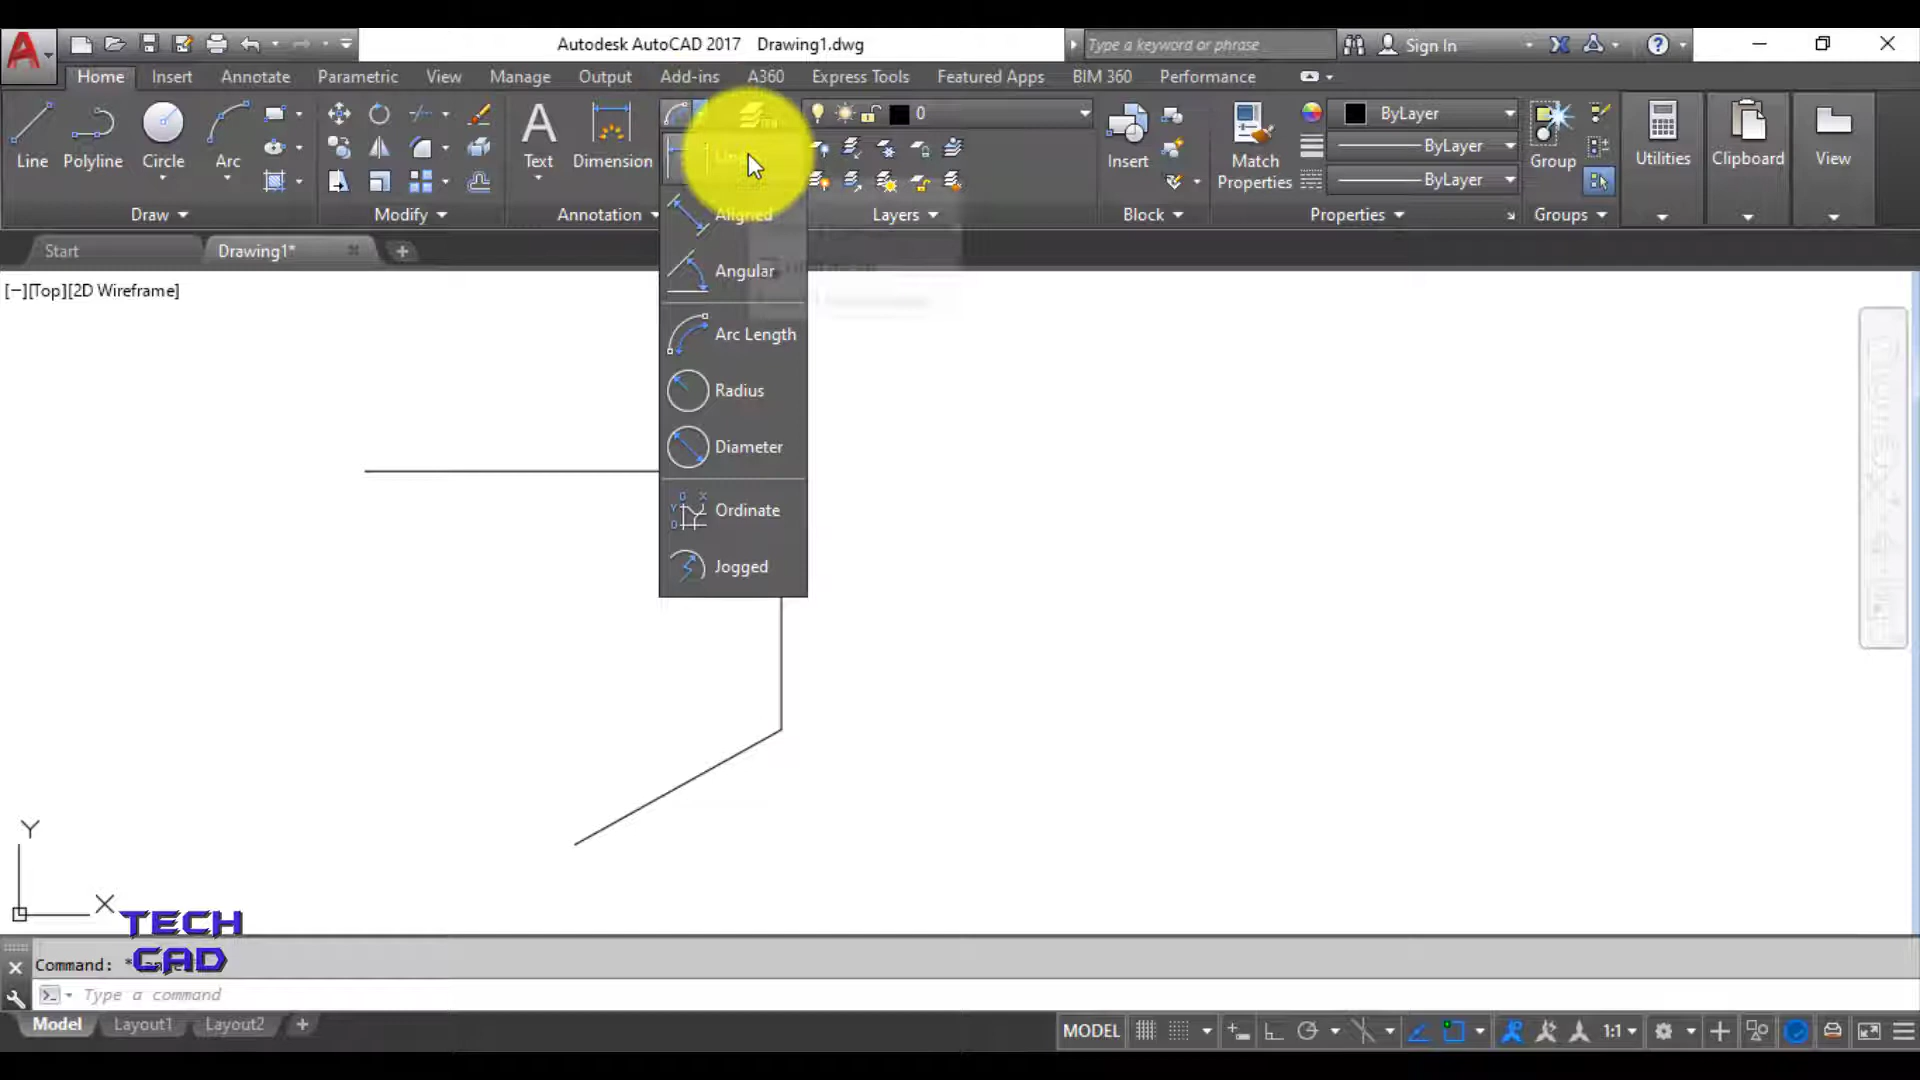 Autodesk AutoCAD 2017 Drawing1.dwg
Type a keyword or phrase
Sign In
Home Insert Annotate Parametric View Manage Output Add-ins A360 Express Tools Featured Apps BIM 360 Performance
0
ByLayer
ByLayer
ByLayer
Line Polyline Circle Arc
Text Dimension
Insert
Match
Properties
Group
Utilities Clipboard View
Draw Modify Annotation Layers Block Properties Groups
Aligned
Angular
Arc Length
Radius
Diameter
Ordinate
Jogged
Start Drawing1*
[−][Top][2D Wireframe]
Y
X
TECH
CAD
Command:
Type a command
Model Layout1 Layout2
MODEL
1:1